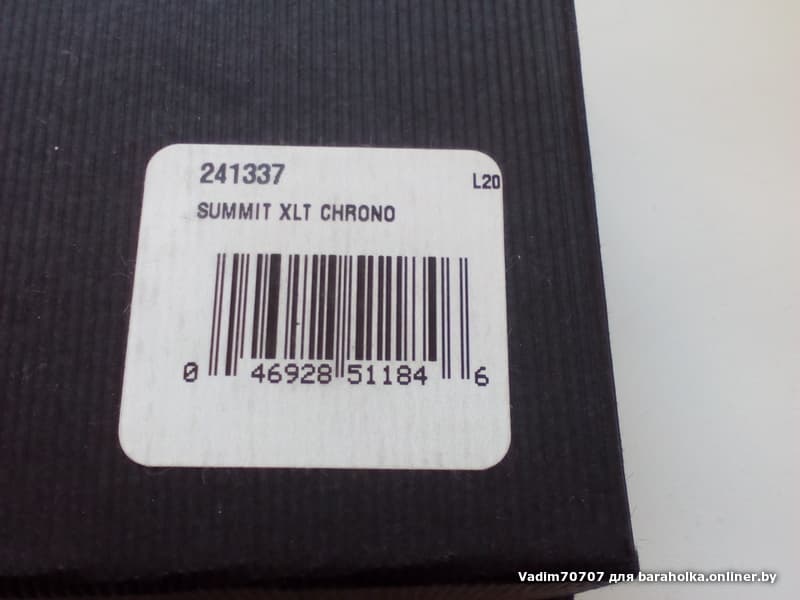 241337
L20
SUMMIT XLT CHRONO
0 46928 51184 6
Vadim70707 для baraholka.onliner.by